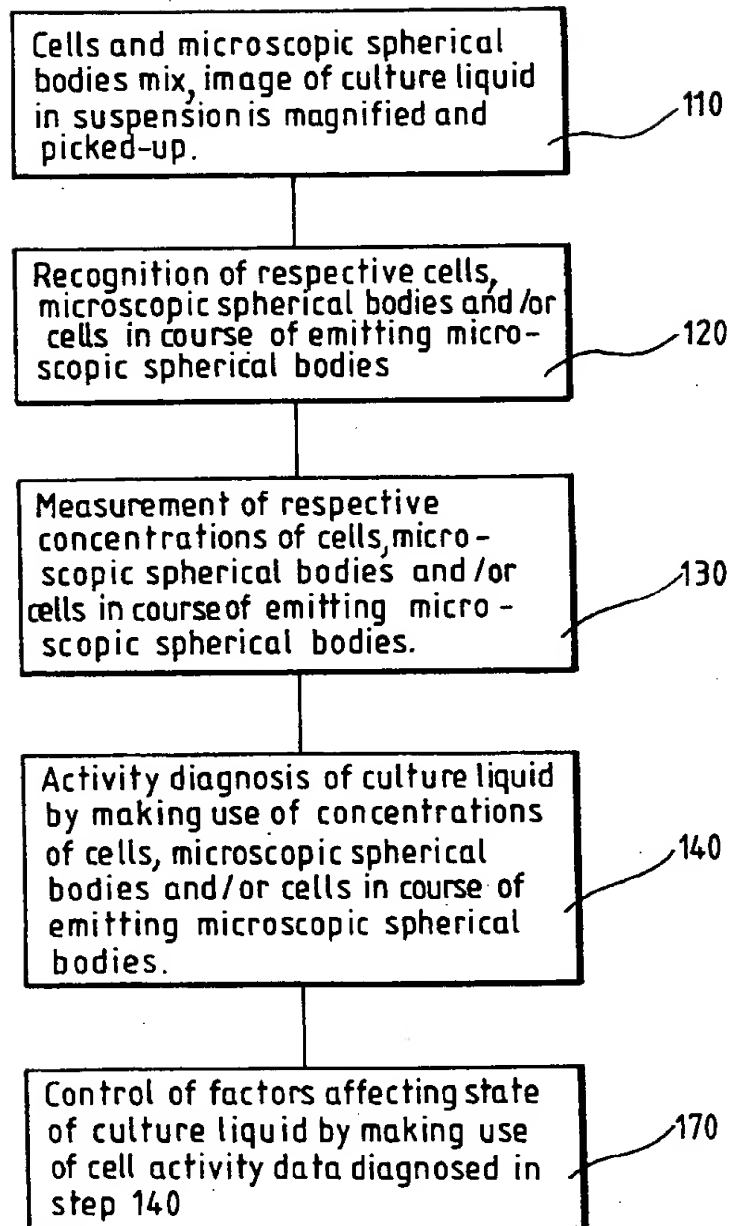 Cells and microscopic spherical
bodies mix, image of culture liquid
in suspension is magnified and
picked-up.
110
Recognition of respective cells,
microscopic spherical bodies and/or
cells in course of emitting micro-
scopic spherical bodies
120
Measurement of respective
concentrations of cells, micro-
scopic spherical bodies and/or
cells in course of emitting micro-
scopic spherical bodies.
130
Activity diagnosis of culture liquid
by making use of concentrations
of cells, microscopic spherical
bodies and/or cells in course of
emitting microscopic spherical
bodies.
140
Control of factors affecting state
of culture liquid by making use
of cell activity data diagnosed in
step 140
170